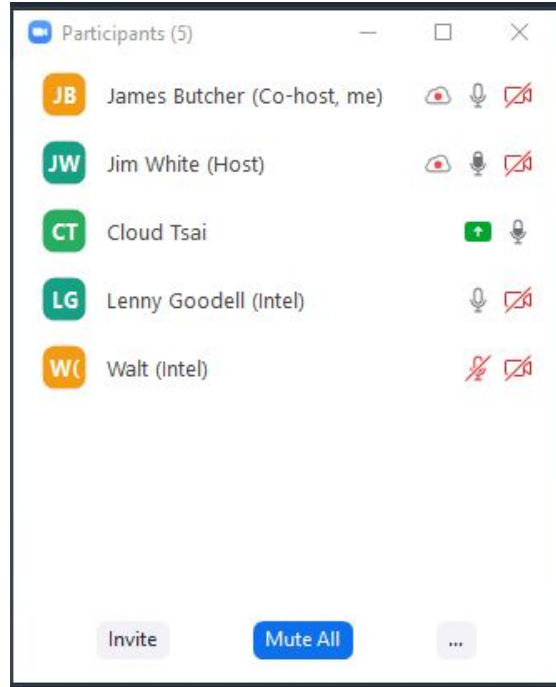 Participants (5)
JB James Butcher (Co-host, me)
JW Jim White (Host)
CT Cloud Tsai
LG Lenny Goodell (Intel)
W( Walt (Intel)
Invite Mute All ...